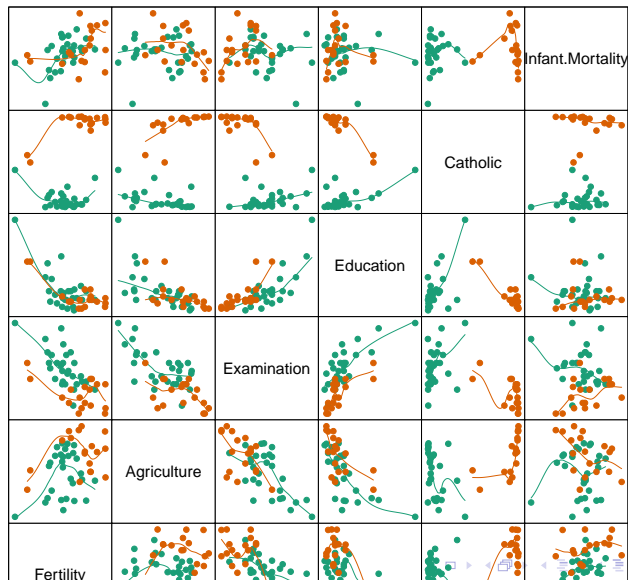 Infant.Mortality
Catholic
Education
Examination
Agriculture
Fertility